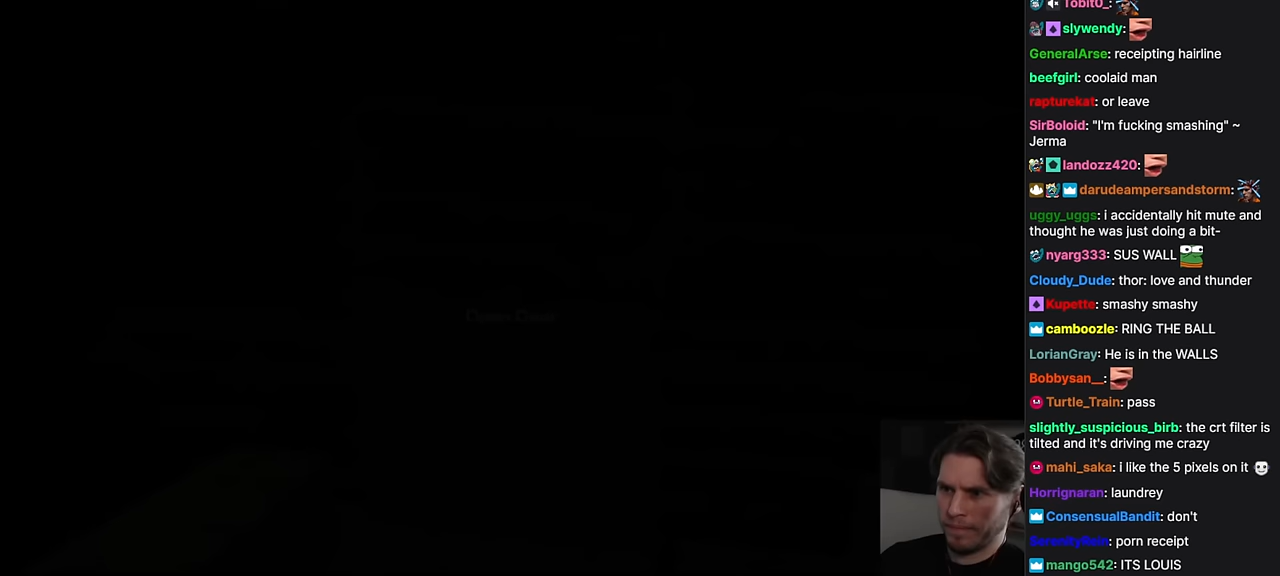 Tobit0_:
slywendy:
GeneralArse: receipting hairline
beefgirl: coolaid man
rapturekat: or leave
SirBoloid: "I'm fucking smashing" ~
Jerma
landozz420:
darudeampersandstorm:
uggy_uggs: i accidentally hit mute and
thought he was just doing a bit-
nyarg333: SUS WALL
Cloudy_Dude: thor: love and thunder
Kupette: smashy smashy
camboozle: RING THE BALL
LorianGray: He is in the WALLS
Bobbysan__:
Turtle_Train: pass
slightly_suspicious_birb: the crt filter is
tilted and it's driving me crazy
mahi_saka: i like the 5 pixels on it
Horrignaran: laundrey
ConsensualBandit: don't
porn receipt
mango542: ITS LOUIS